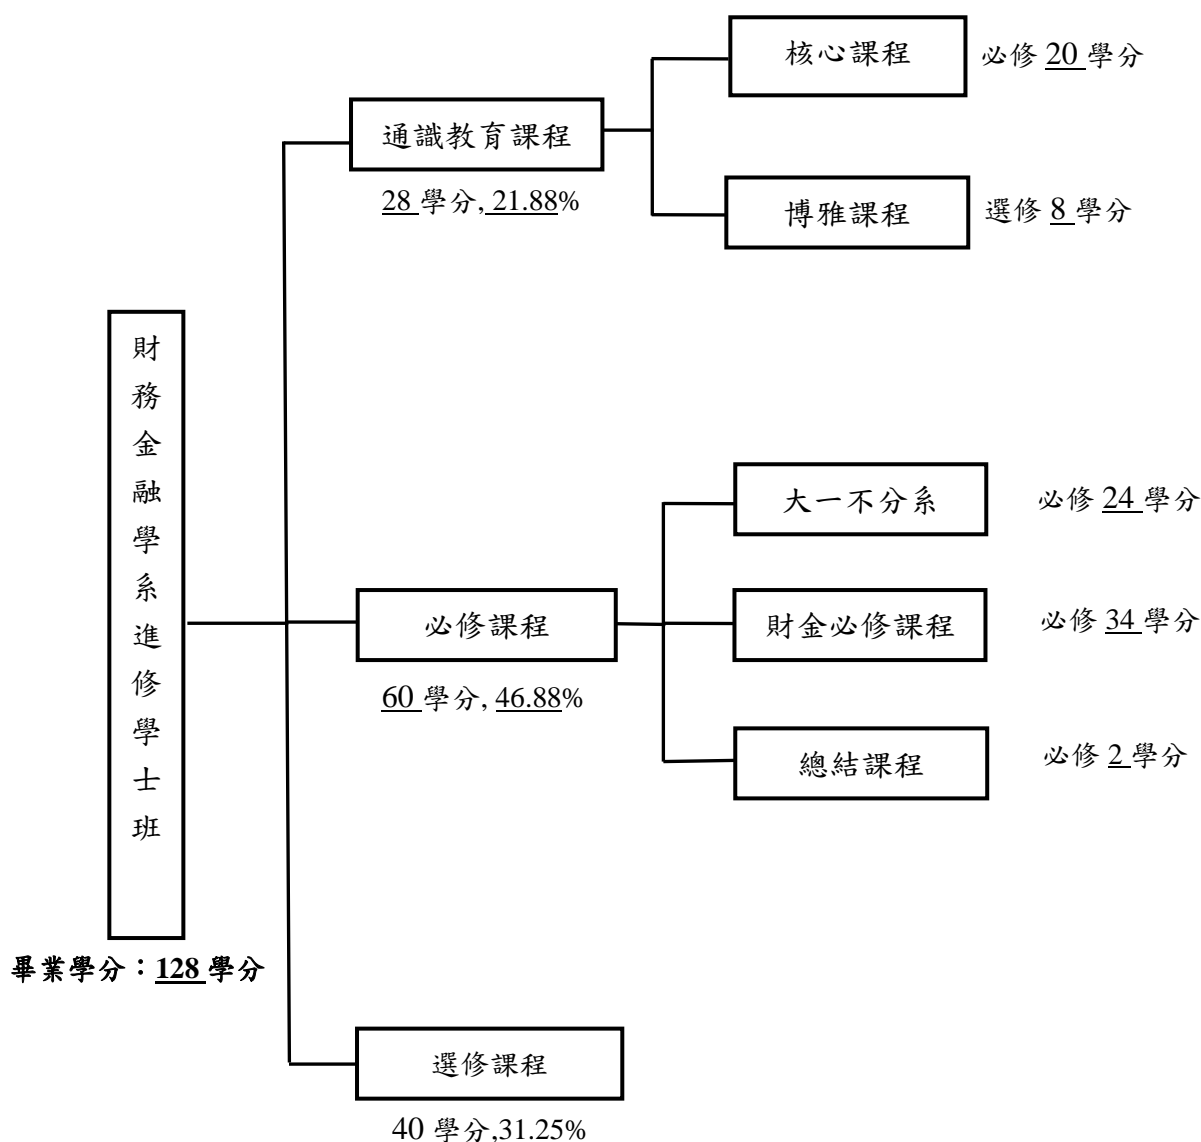 財務金融學系進修學士班
畢業學分：128 學分
通識教育課程
28 學分, 21.88%
核心課程
必修 20 學分
博雅課程
選修 8 學分
必修課程
60 學分, 46.88%
大一不分系
必修 24 學分
財金必修課程
必修 34 學分
總結課程
必修 2 學分
選修課程
40 學分,31.25%